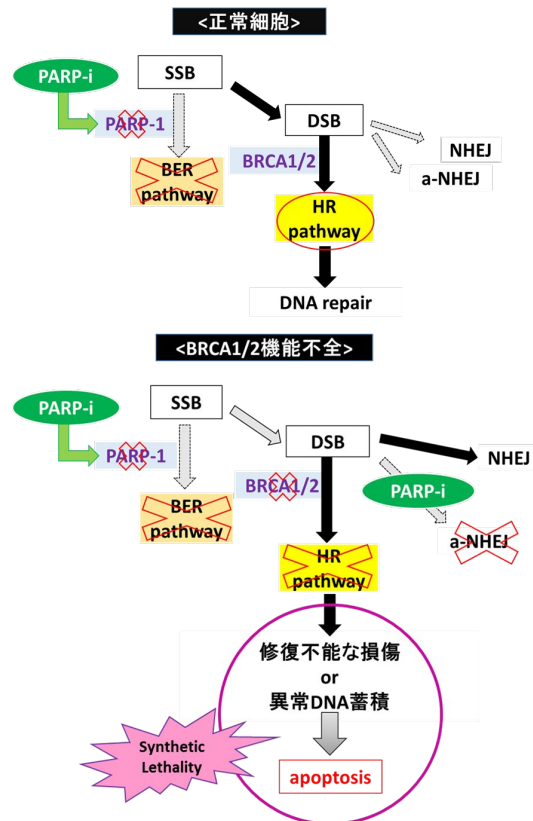 <正常細胞>
PARP-i
SSB
PARP-1
DSB
BER
pathway
BRCA1/2
NHEJ
a-NHEJ
HR
pathway
DNA repair
<BRCA1/2機能不全>
PARP-i
SSB
PARP-1
DSB
NHEJ
BRCA1/2
PARP-i
BER
pathway
a-NHEJ
HR
pathway
修復不能な損傷
or
異常DNA蓄積
Synthetic
Lethality
apoptosis